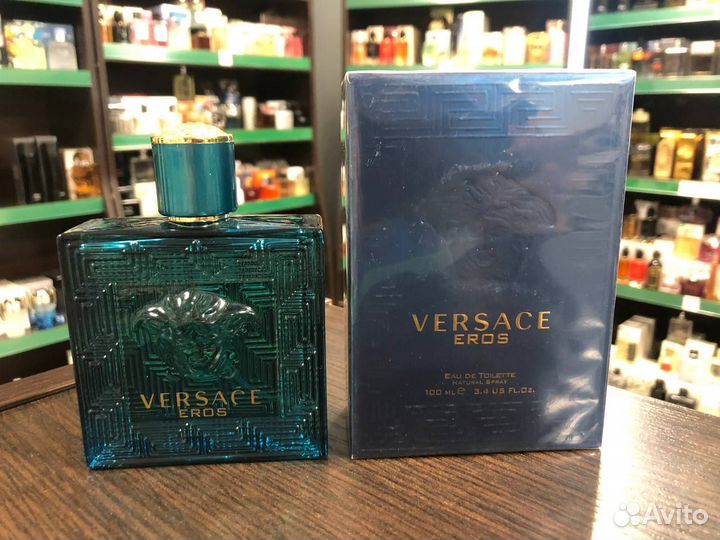 VERSACE
EROS
VERSACE
EROS
EAU DE TOILETTE
NATURAL SPRAY
100 ML e 3.4 US FL.OZ.
Avito